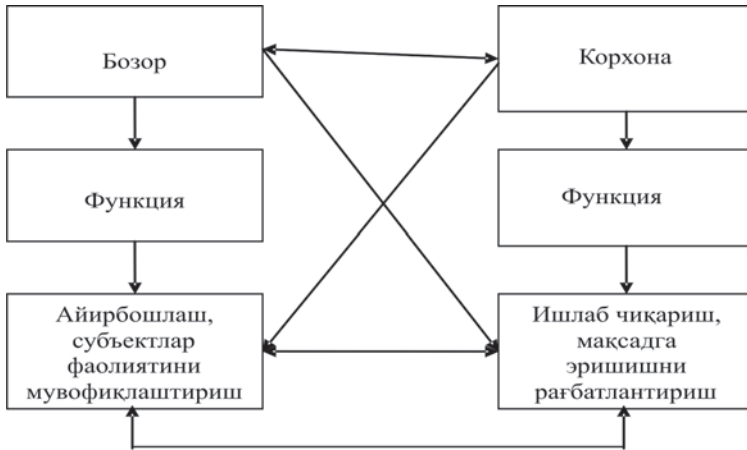 Бозор
Корхона
Функция
Функция
Айирбошлаш,
субъектлар
фаолиятини
мувофиқлаштириш
Ишлаб чиқариш,
мақсадга
эришишни
рағбатлантириш